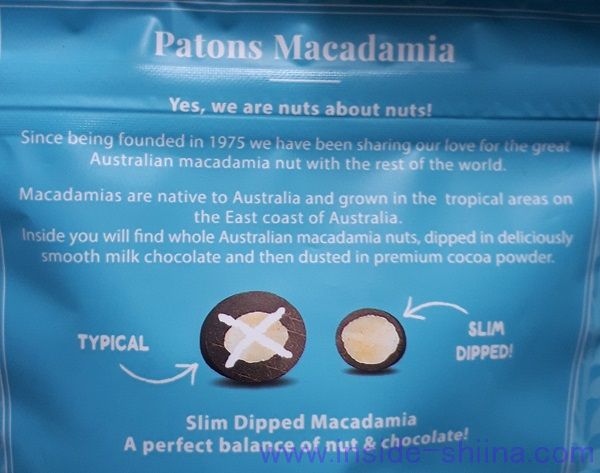 Patons Macadamia
Yes, we are nuts about nuts!
Since being founded in 1975 we have been sharing our love for the great
Australian macadamia nut with the rest of the world.
Macadamias are native to Australia and grown in the tropical areas on
the East coast of Australia.
Inside you will find whole Australian macadamia nuts, dipped in deliciously
smooth milk chocolate and then dusted in premium cocoa powder.
TYPICAL
SLIM
DIPPED!
Slim Dipped Macadamia
A perfect balance of nut & chocolate!
www.inside-shiina.com